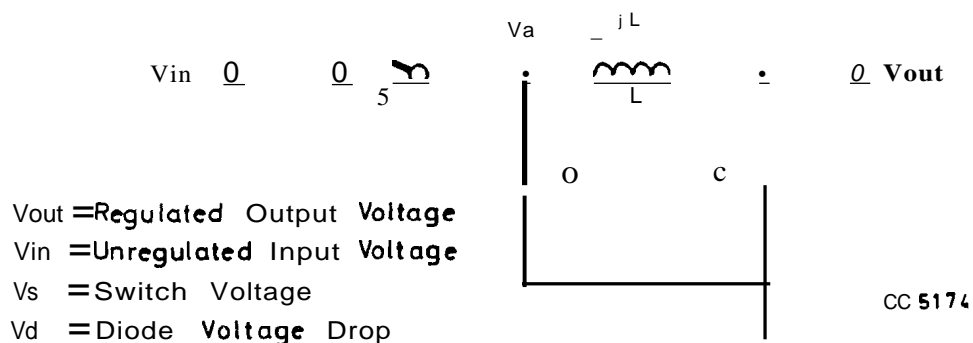 Va j L
Vin O O 5 L O Vout
O C
Vout = Regulated Output Voltage
Vin = Unregulated Input Voltage
Vs = Switch Voltage
Vd = Diode Voltage Drop
CC 5174